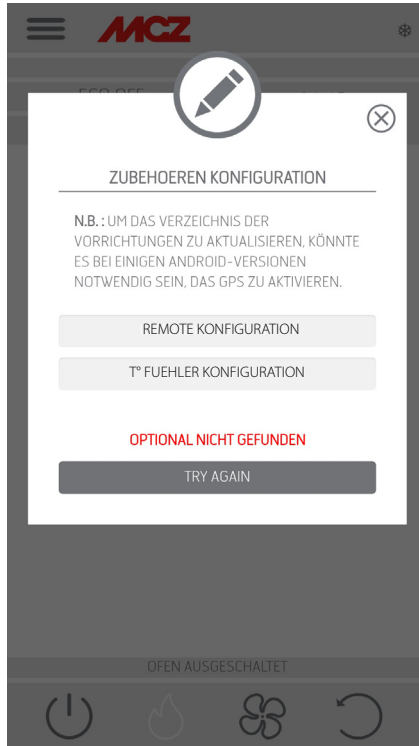 MCZ
ZUBEHOEREN KONFIGURATION
N.B. : UM DAS VERZEICHNIS DER
VORRICHTUNGEN ZU AKTUALISIEREN, KÖNNTE
ES BEI EINIGEN ANDROID-VERSIONEN
NOTWENDIG SEIN, DAS GPS ZU AKTIVIEREN.
REMOTE KONFIGURATION
T° FUEHLER KONFIGURATION
OPTIONAL NICHT GEFUNDEN
TRY AGAIN
OFEN AUSGESCHALTET